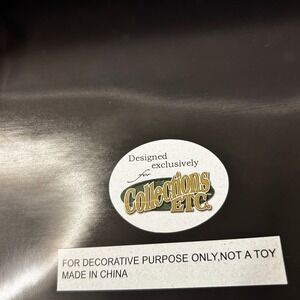 Designed
exclusively
for
Collections
ETC.
FOR DECORATIVE PURPOSE ONLY,NOT A TOY
MADE IN CHINA